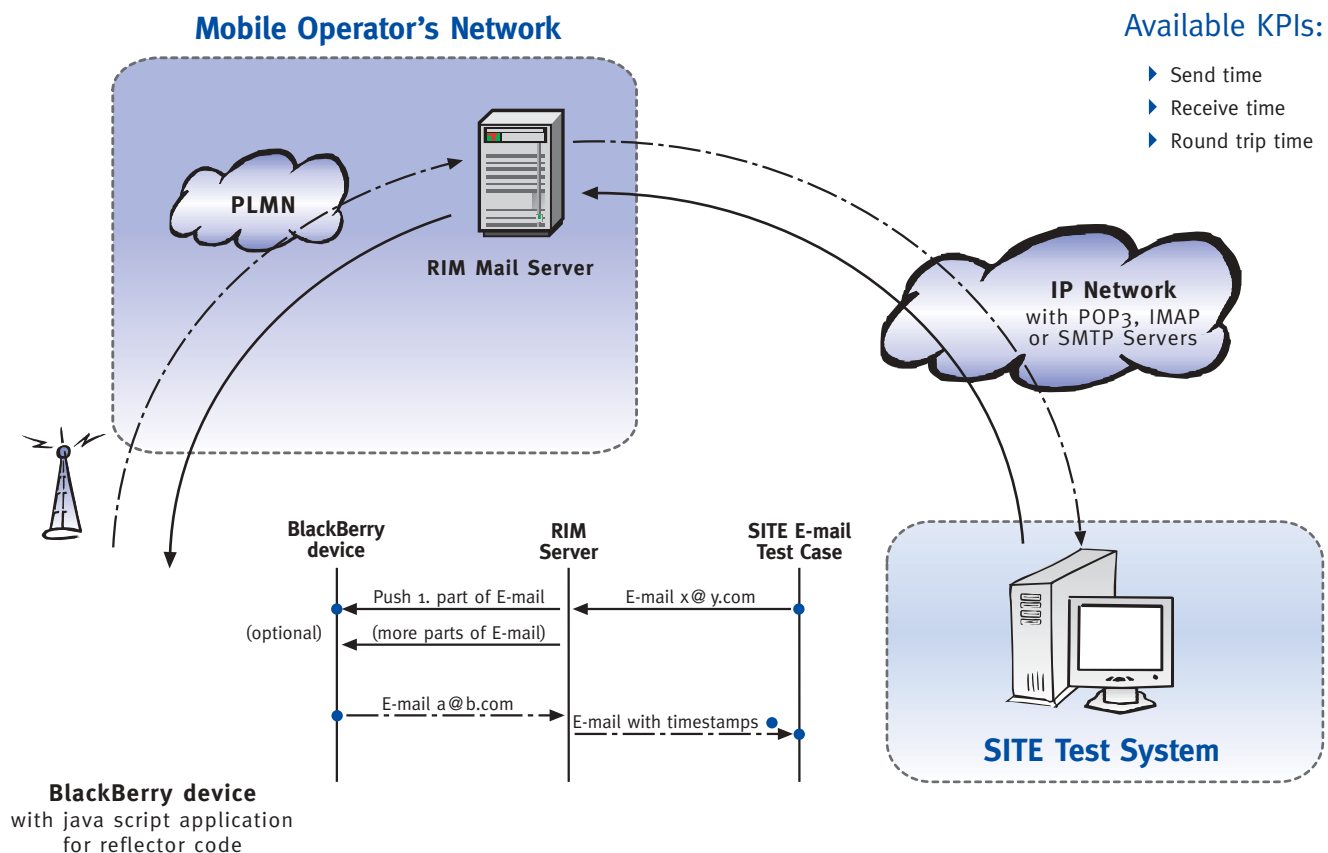 Mobile Operator's Network
Available KPIs:
Send time
Receive time
Round trip time
PLMN
RIM Mail Server
IP Network
with POP3, IMAP
or SMTP Servers
BlackBerry
device
RIM
Server
SITE E-mail
Test Case
Push 1. part of E-mail
E-mail x@y.com
(optional)
(more parts of E-mail)
E-mail a@b.com
E-mail with timestamps
SITE Test System
BlackBerry device
with java script application
for reflector code